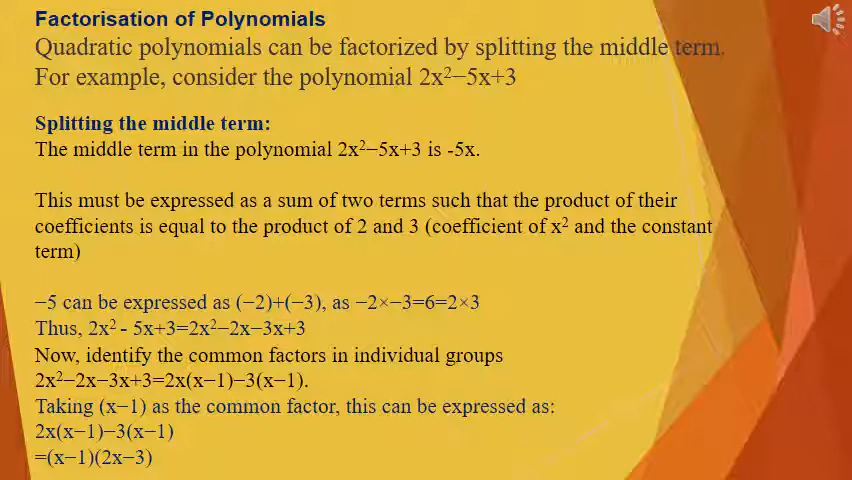 Factorisation of Polynomials
Quadratic polynomials can be factorized by splitting the middle term.
For example, consider the polynomial 2x²−5x+3
Splitting the middle term:
The middle term in the polynomial 2x²−5x+3 is -5x.
This must be expressed as a sum of two terms such that the product of their
coefficients is equal to the product of 2 and 3 (coefficient of x² and the constant
term)
−5 can be expressed as (−2)+(−3), as −2×−3=6=2×3
Thus, 2x² - 5x+3=2x²−2x−3x+3
Now, identify the common factors in individual groups
2x²−2x−3x+3=2x(x−1)−3(x−1).
Taking (x−1) as the common factor, this can be expressed as:
2x(x−1)−3(x−1)
=(x−1)(2x−3)